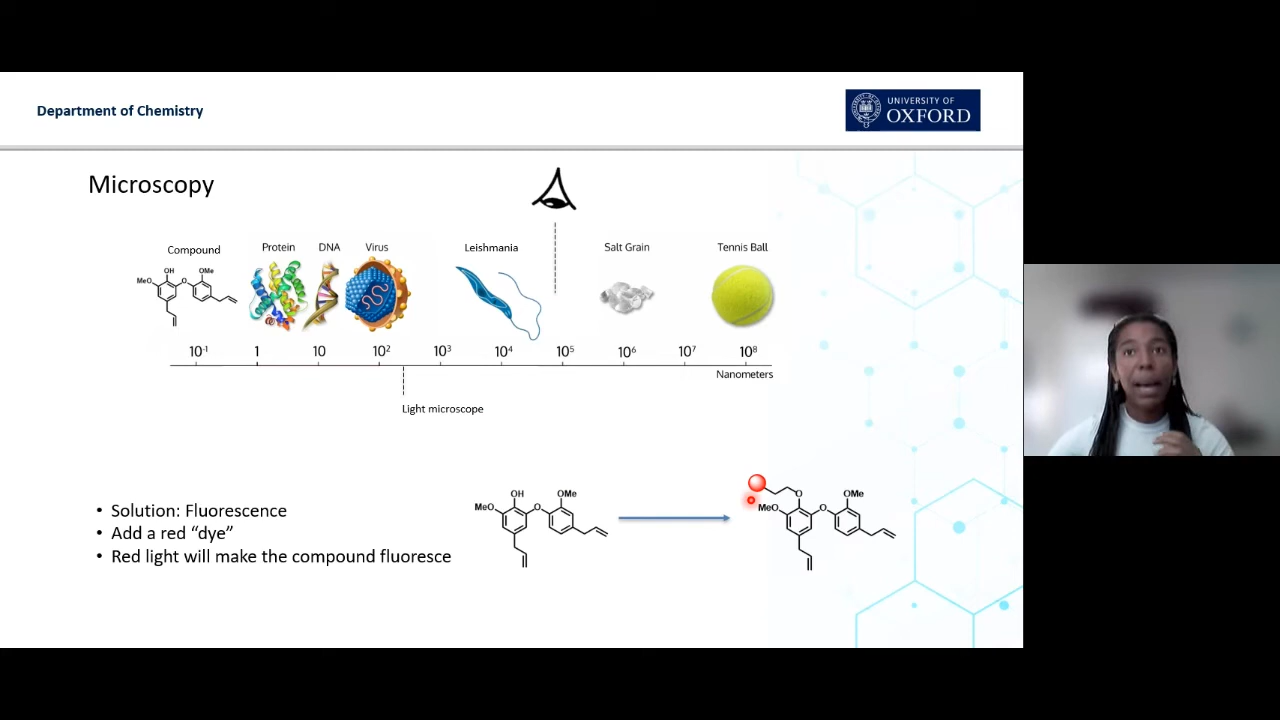 Department of Chemistry
UNIVERSITY OF
OXFORD
Microscopy
Compound
Protein
DNA
Virus
Leishmania
Salt Grain
Tennis Ball
OH
MeO
O
OMe
10⁻¹
1
10
10²
10³
10⁴
10⁵
10⁶
10⁷
10⁸
Nanometers
Light microscope
• Solution: Fluorescence
• Add a red “dye”
• Red light will make the compound fluoresce
OH
OMe
MeO
O
O
OMe
MeO
O